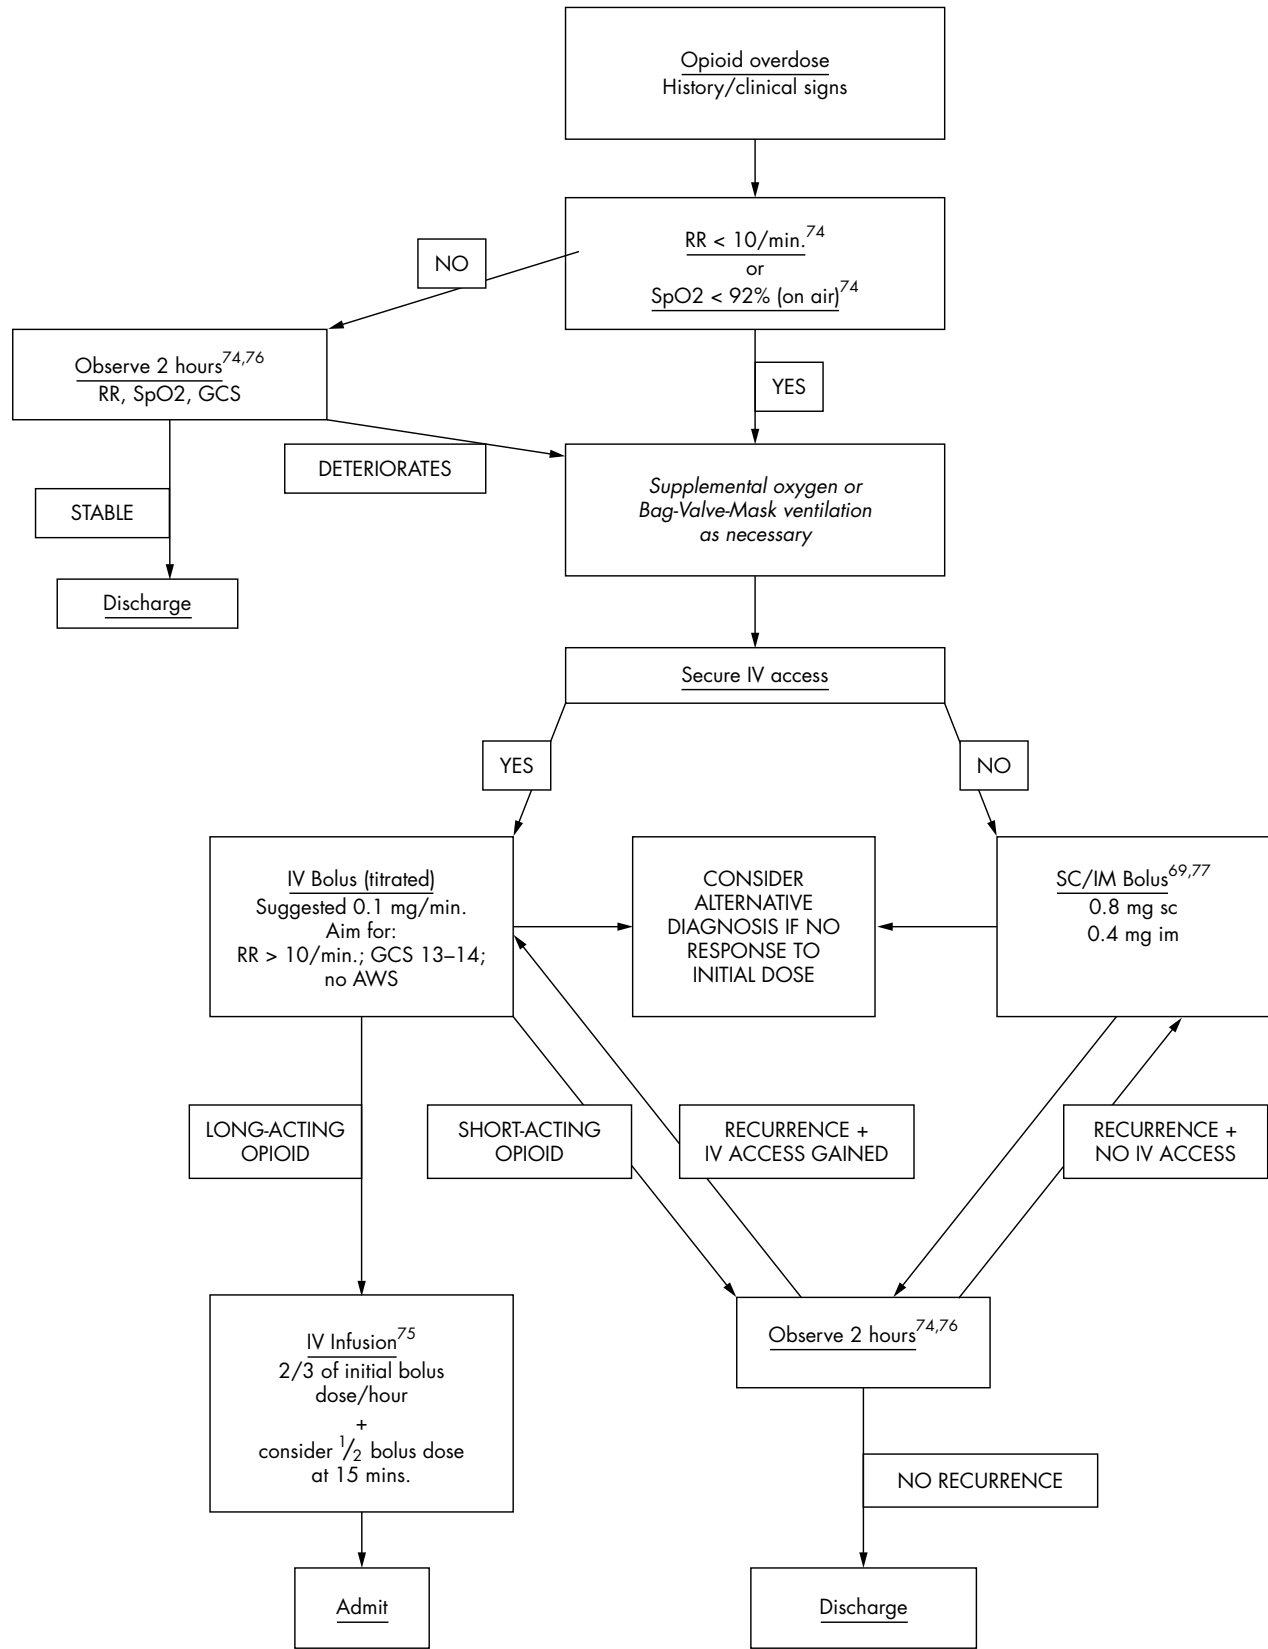 Opioid overdose
History/clinical signs
RR < 10/min.74
or
SpO2 < 92% (on air)74
NO
YES
Observe 2 hours74,76
RR, SpO2, GCS
DETERIORATES
STABLE
Discharge
Supplemental oxygen or
Bag-Valve-Mask ventilation
as necessary
Secure IV access
YES
NO
IV Bolus (titrated)
Suggested 0.1 mg/min.
Aim for:
RR > 10/min.; GCS 13–14;
no AWS
CONSIDER
ALTERNATIVE
DIAGNOSIS IF NO
RESPONSE TO
INITIAL DOSE
SC/IM Bolus69,77
0.8 mg sc
0.4 mg im
LONG-ACTING
OPIOID
SHORT-ACTING
OPIOID
RECURRENCE +
IV ACCESS GAINED
RECURRENCE +
NO IV ACCESS
IV Infusion75
2/3 of initial bolus
dose/hour
+
consider 1/2 bolus dose
at 15 mins.
Observe 2 hours74,76
NO RECURRENCE
Admit
Discharge